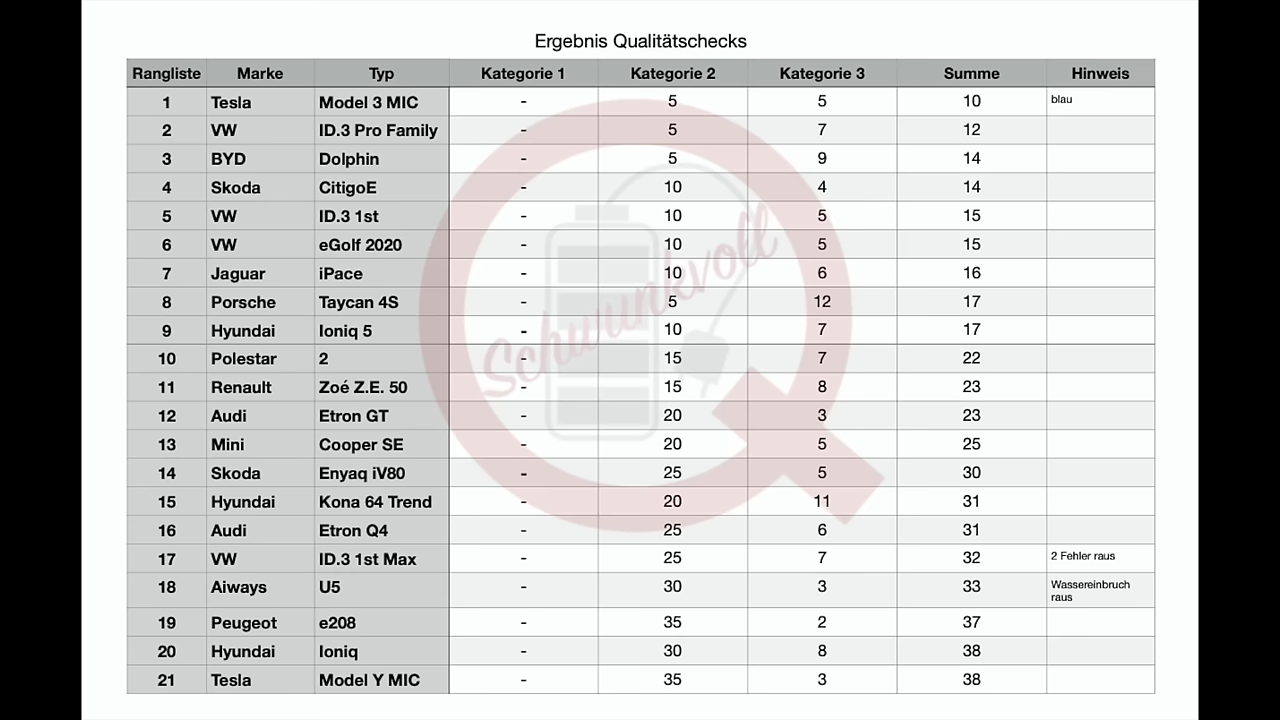 Ergebnis Qualitätschecks
Rangliste Marke Typ Kategorie 1 Kategorie 2 Kategorie 3 Summe Hinweis
1 Tesla Model 3 MIC - 5 5 10 blau
2 VW ID.3 Pro Family - 5 7 12
3 BYD Dolphin - 5 9 14
4 Skoda CitigoE - 10 4 14
5 VW ID.3 1st - 10 5 15
6 VW eGolf 2020 - 10 5 15
7 Jaguar iPace - 10 6 16
8 Porsche Taycan 4S - 5 12 17
9 Hyundai Ioniq 5 - 10 7 17
10 Polestar 2 - 15 7 22
11 Renault Zoé Z.E. 50 - 15 8 23
12 Audi Etron GT - 20 3 23
13 Mini Cooper SE - 20 5 25
14 Skoda Enyaq iV80 - 25 5 30
15 Hyundai Kona 64 Trend - 20 11 31
16 Audi Etron Q4 - 25 6 31
17 VW ID.3 1st Max - 25 7 32 2 Fehler raus
18 Aiways U5 - 30 3 33 Wassereinbruch
raus
19 Peugeot e208 - 35 2 37
20 Hyundai Ioniq - 30 8 38
21 Tesla Model Y MIC - 35 3 38
Schwunkvoll